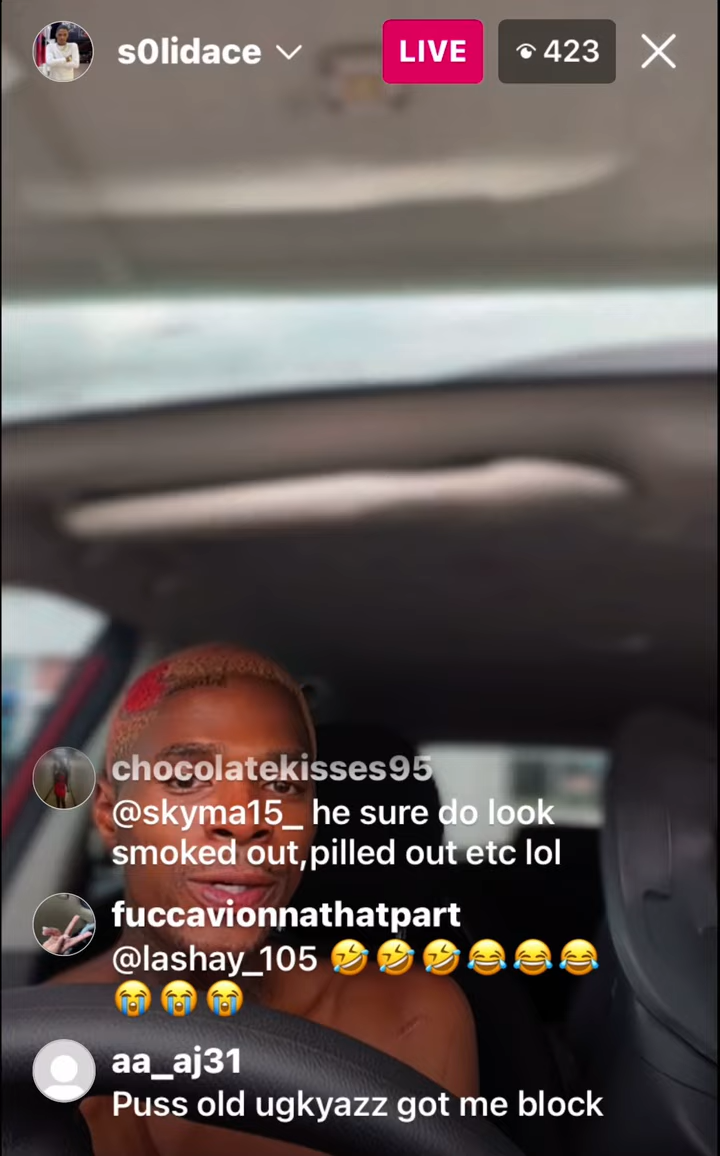 s0lidace
LIVE
423
chocolatekisses95
@skyma15_ he sure do look
smoked out,pilled out etc lol
fuccavionnathatpart
@lashay_105 🤣🤣🤣😂😂😂
😭😭😭
aa_aj31
Puss old ugkyazz got me block